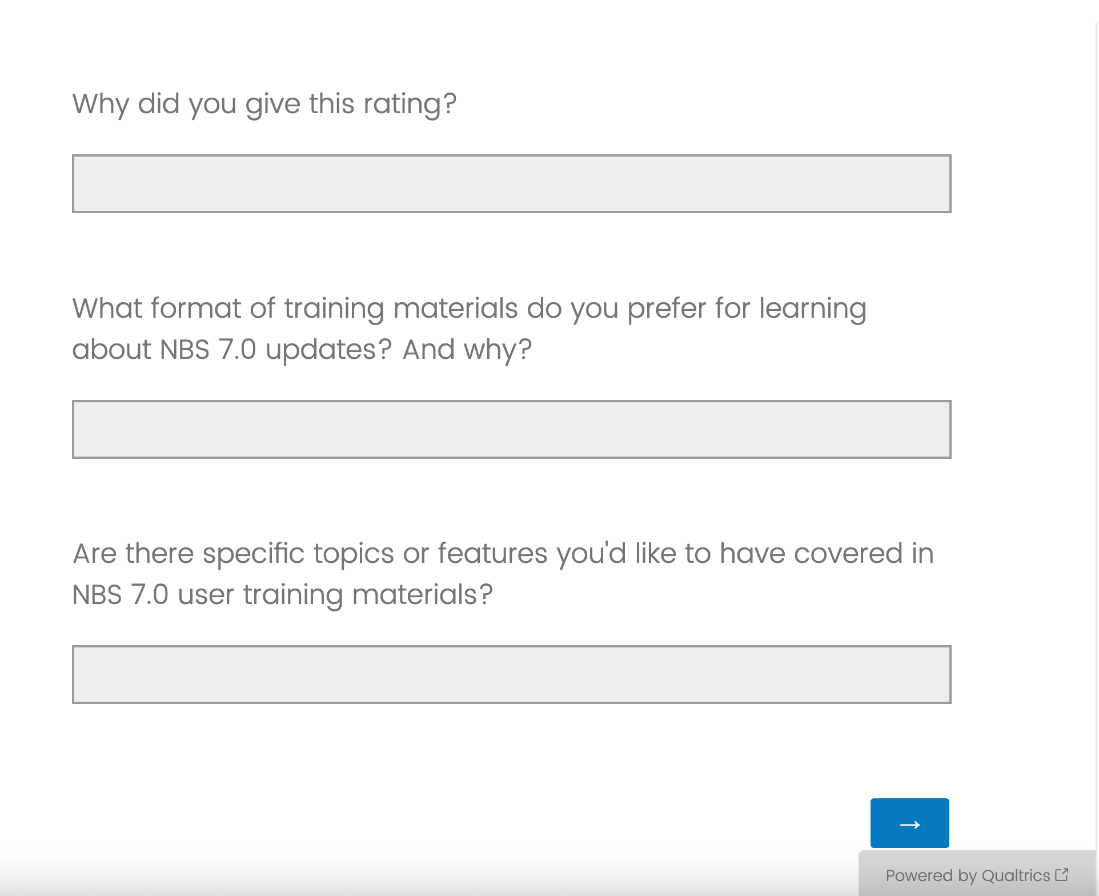 Why did you give this rating?
What format of training materials do you prefer for learning
about NBS 7.0 updates? And why?
Are there specific topics or features you'd like to have covered in
NBS 7.0 user training materials?
→
Powered by Qualtrics